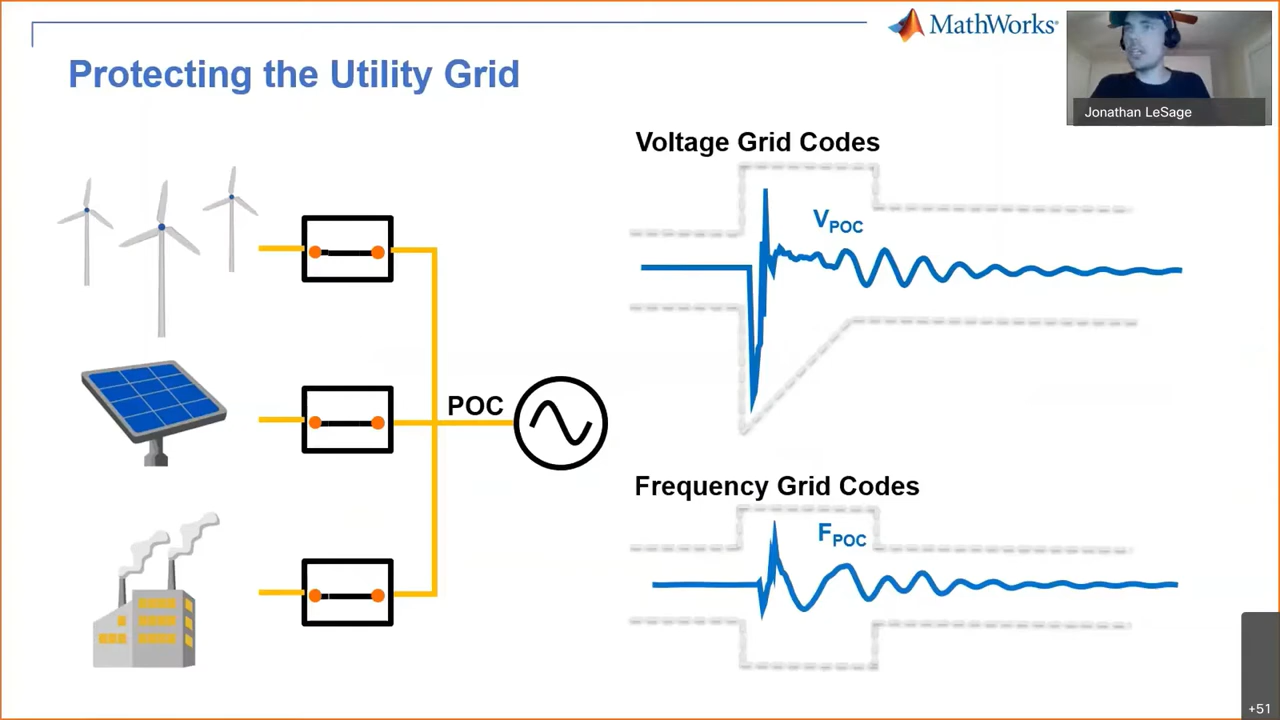 MathWorks®
Jonathan LeSage
Protecting the Utility Grid
Voltage Grid Codes
VPOC
POC
Frequency Grid Codes
FPOC
+51